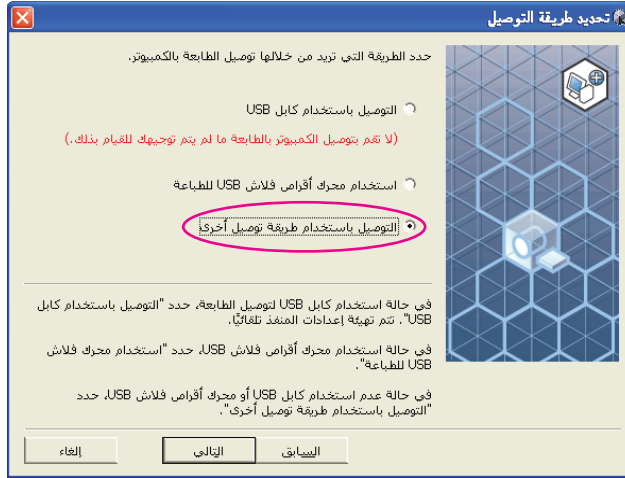 تحديد طريقة التوصيل
حدد الطريقة التي تريد من خلالها توصيل الطابعة بالكمبيوتر.
التوصيل باستخدام كابل USB
(لا تقم بتوصيل الكمبيوتر بالطابعة ما لم يتم توجيهك للقيام بذلك.)
استخدام محرك أقراص فلاش USB للطباعة
التوصيل باستخدام طريقة توصيل أخرى
في حالة استخدام كابل USB لتوصيل الطابعة، حدد "التوصيل باستخدام كابل
USB". تتم تهيئة إعدادات المنفذ تلقائيًا.
في حالة استخدام محرك أقراص فلاش USB، حدد "استخدام محرك فلاش
USB للطباعة".
في حالة عدم استخدام كابل USB أو محرك أقراص فلاش USB، حدد
"التوصيل باستخدام طريقة توصيل أخرى".
السابق
التالي
إلغاء